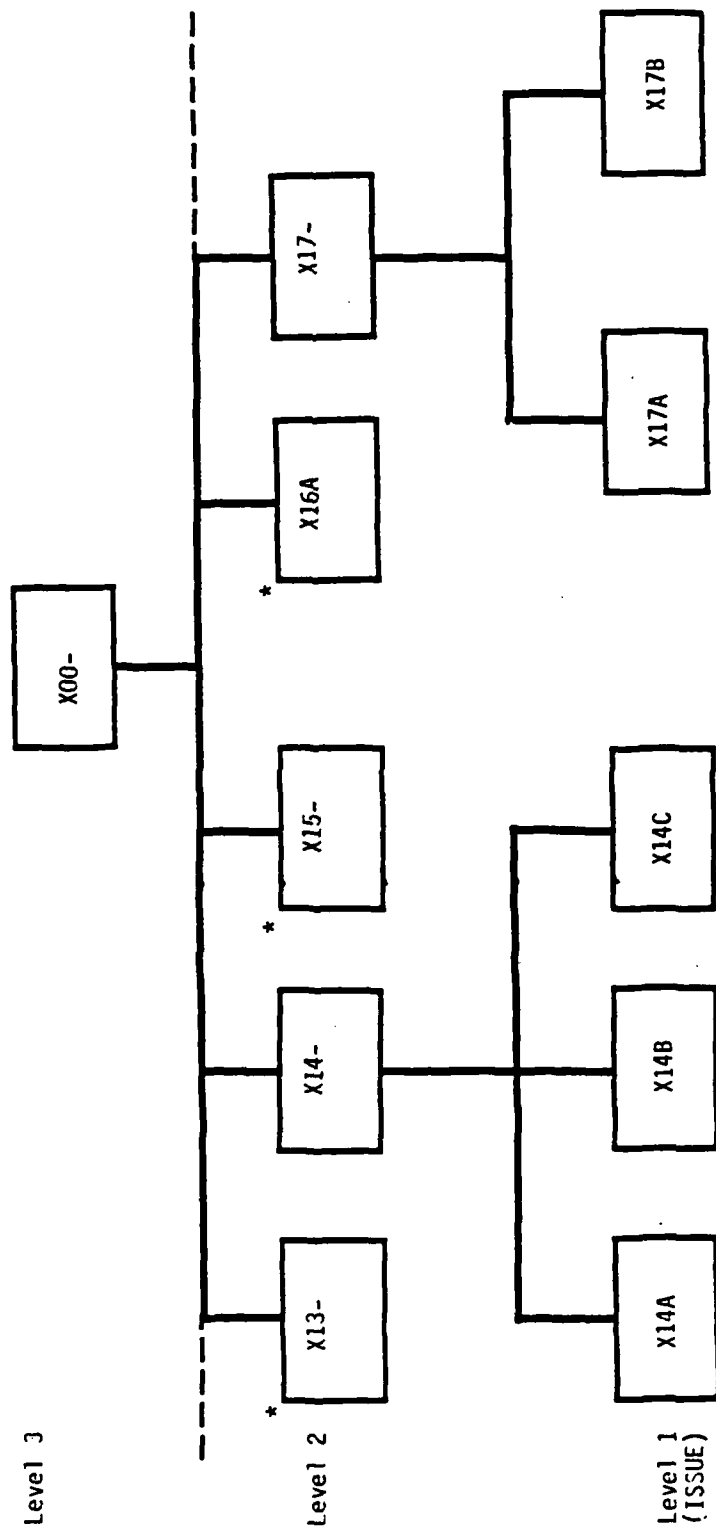 Level 3
X00-
Level 2
*
X13-
X14-
*
X15-
*
X16A
X17-
Level 1
(ISSUE)
X14A
X14B
X14C
X17A
X17B